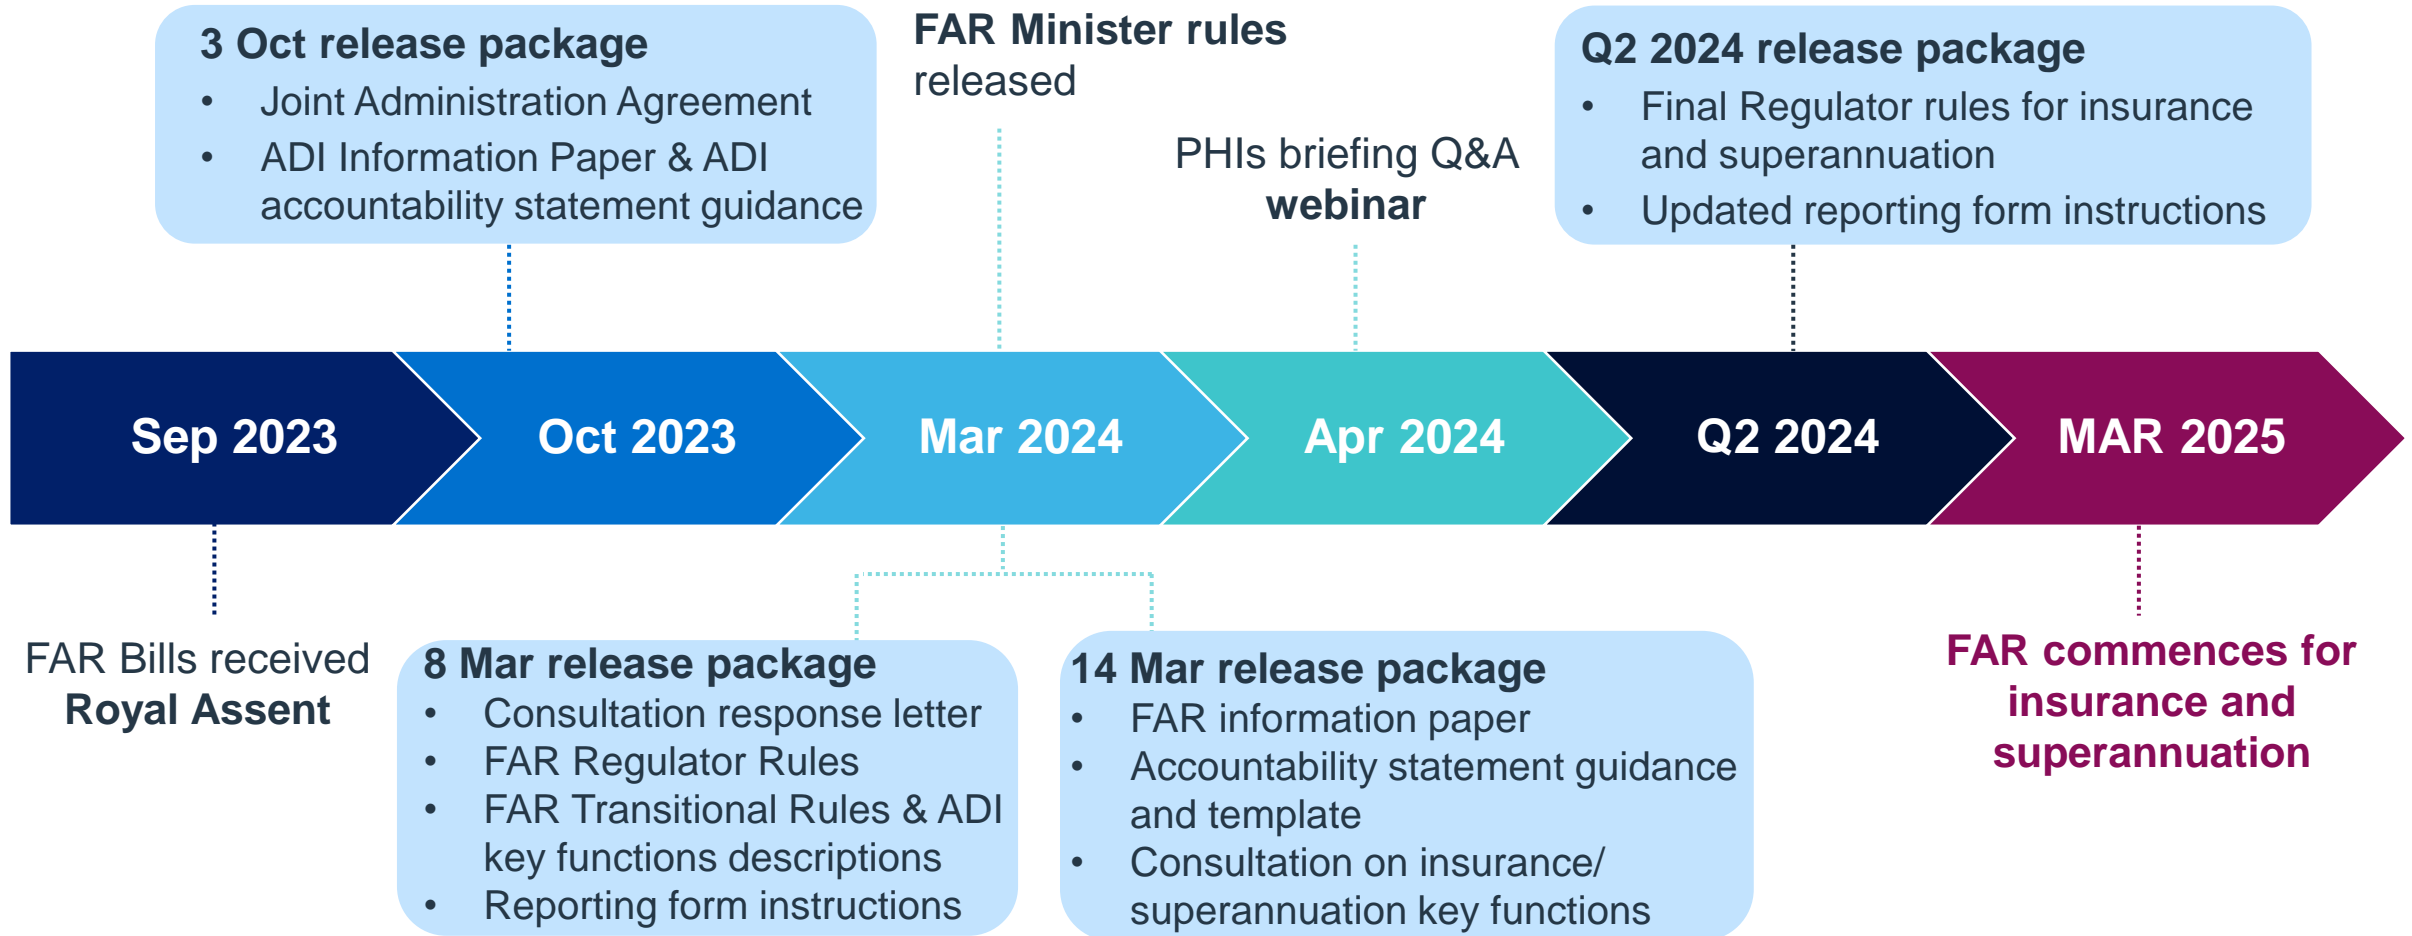 3 Oct release package
• Joint Administration Agreement
• ADI Information Paper & ADI
accountability statement guidance
FAR Minister rules
released
PHIs briefing Q&A
webinar
Q2 2024 release package
• Final Regulator rules for insurance
and superannuation
• Updated reporting form instructions
Sep 2023
Oct 2023
Mar 2024
Apr 2024
Q2 2024
MAR 2025
FAR Bills received
Royal Assent
8 Mar release package
• Consultation response letter
• FAR Regulator Rules
• FAR Transitional Rules & ADI
key functions descriptions
• Reporting form instructions
14 Mar release package
• FAR information paper
• Accountability statement guidance
and template
• Consultation on insurance/
superannuation key functions
FAR commences for
insurance and
superannuation